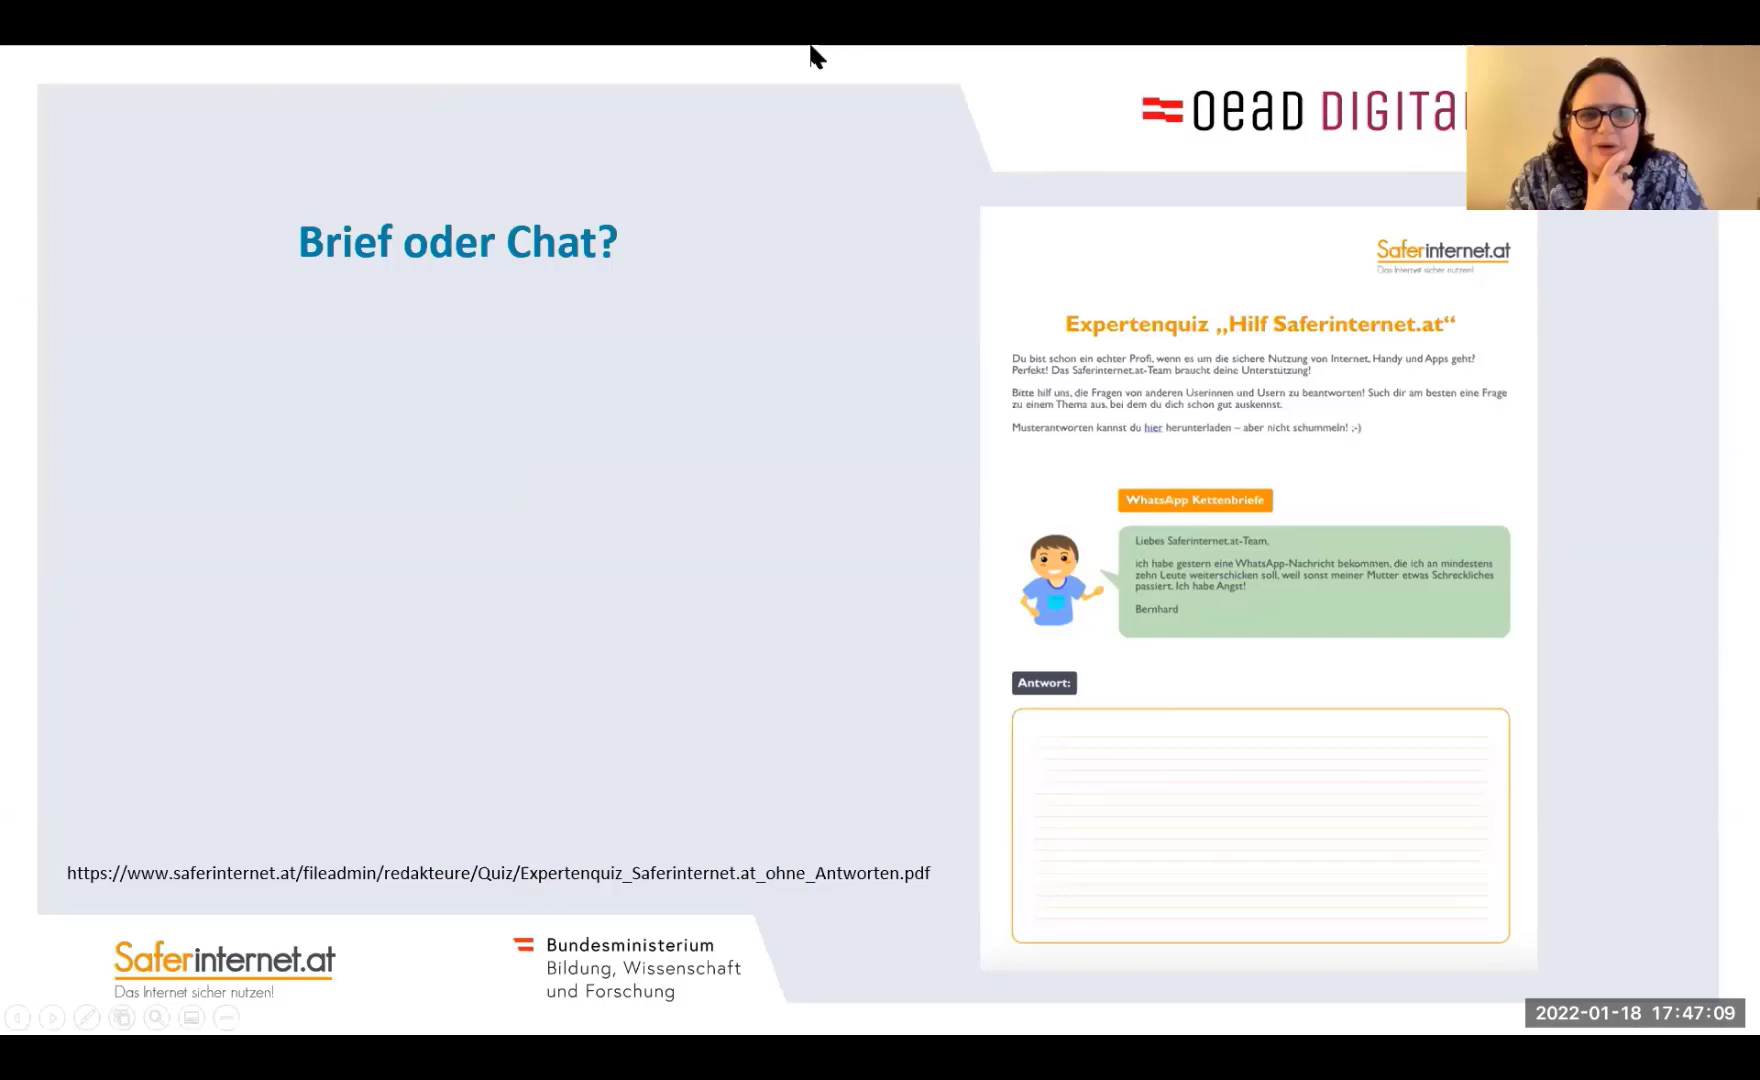 OeAD DIGITA
Brief oder Chat?
Saferinternet.at
Das Internet sicher nutzen!
Expertenquiz „Hilf Saferinternet.at“
Du bist schon ein echter Profi, wenn es um die sichere Nutzung von Internet, Handy und Apps geht?
Perfekt! Das Saferinternet.at-Team braucht deine Unterstützung!
Bitte hilf uns, die Fragen von anderen Userinnen und Usern zu beantworten! Such dir am besten eine Frage
zu einem Thema aus, bei dem du dich schon gut auskennst.
Musterantworten kannst du hier herunterladen – aber nicht schummeln! ;-)
WhatsApp Kettenbriefe
Liebes Saferinternet.at-Team,
ich habe gestern eine WhatsApp-Nachricht bekommen, die ich an mindestens
zehn Leute weiterschicken soll, weil sonst meiner Mutter etwas Schreckliches
passiert. Ich habe Angst!
Bernhard
Antwort:
https://www.saferinternet.at/fileadmin/redakteure/Quiz/Expertenquiz_Saferinternet.at_ohne_Antworten.pdf
Saferinternet.at
Das Internet sicher nutzen!
Bundesministerium
Bildung, Wissenschaft
und Forschung
2022-01-18 17:47:09